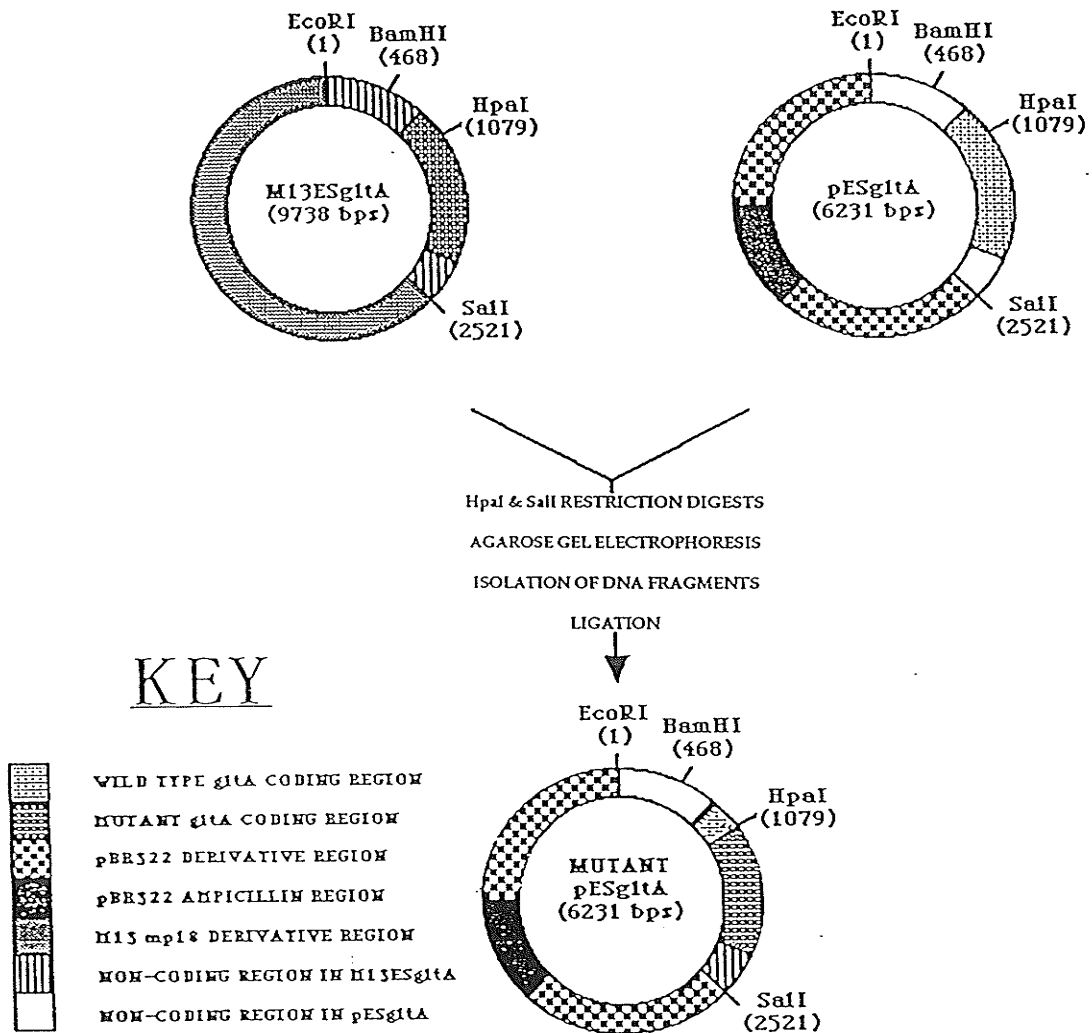 EcoRI
(1)
BamHI
(468)
HpaI
(1079)
M13ESgltA
(9738 bps)
SalI
(2521)
EcoRI
(1)
BamHI
(468)
HpaI
(1079)
pESgltA
(6231 bps)
SalI
(2521)
HpaI & SalI RESTRICTION DIGESTS
AGAROSE GEL ELECTROPHORESIS
ISOLATION OF DNA FRAGMENTS
LIGATION
KEY
WILD TYPE gltA CODING REGION
MUTANT gltA CODING REGION
pBR322 DERIVATIVE REGION
pBR322 AMPICILLIN REGION
M13 mp18 DERIVATIVE REGION
NON-CODING REGION IN M13ESgltA
NON-CODING REGION IN pESgltA
EcoRI
(1)
BamHI
(468)
HpaI
(1079)
MUTANT
pESgltA
(6231 bps)
SalI
(2521)